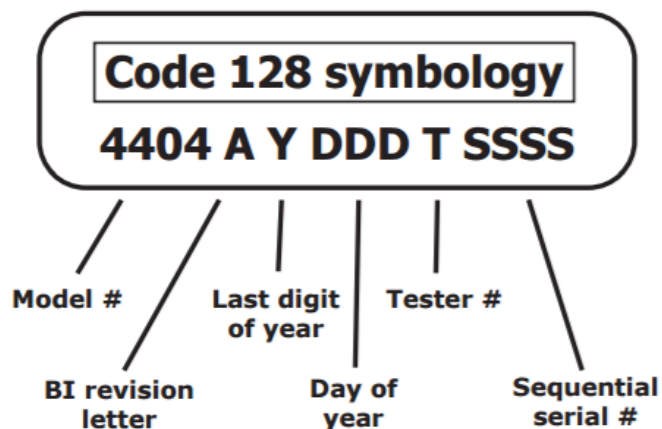 Code 128 symbology
4404 A Y DDD T SSSS
Model #
Last digit
of year
Tester #
BI revision
letter
Day of
year
Sequential
serial #